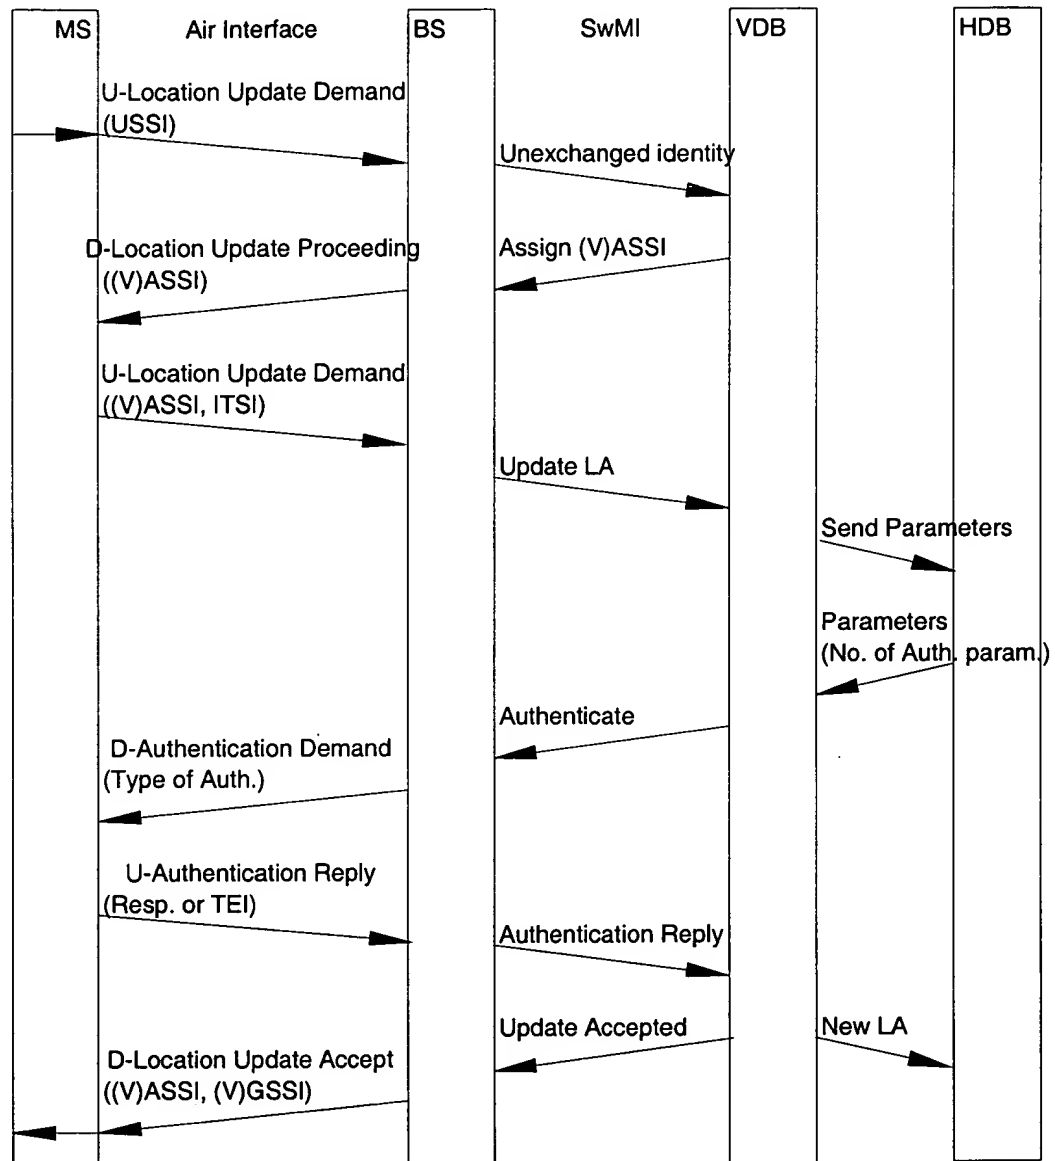 MS
Air Interface
BS
SwMI
VDB
HDB
U-Location Update Demand
(USSI)
Unexchanged identity
D-Location Update Proceeding
((V)ASSI)
Assign (V)ASSI
U-Location Update Demand
((V)ASSI, ITSI)
Update LA
Send Parameters
Parameters
(No. of Auth. param.)
Authenticate
D-Authentication Demand
(Type of Auth.)
U-Authentication Reply
(Resp. or TEI)
Authentication Reply
Update Accepted
New LA
D-Location Update Accept
((V)ASSI, (V)GSSI)